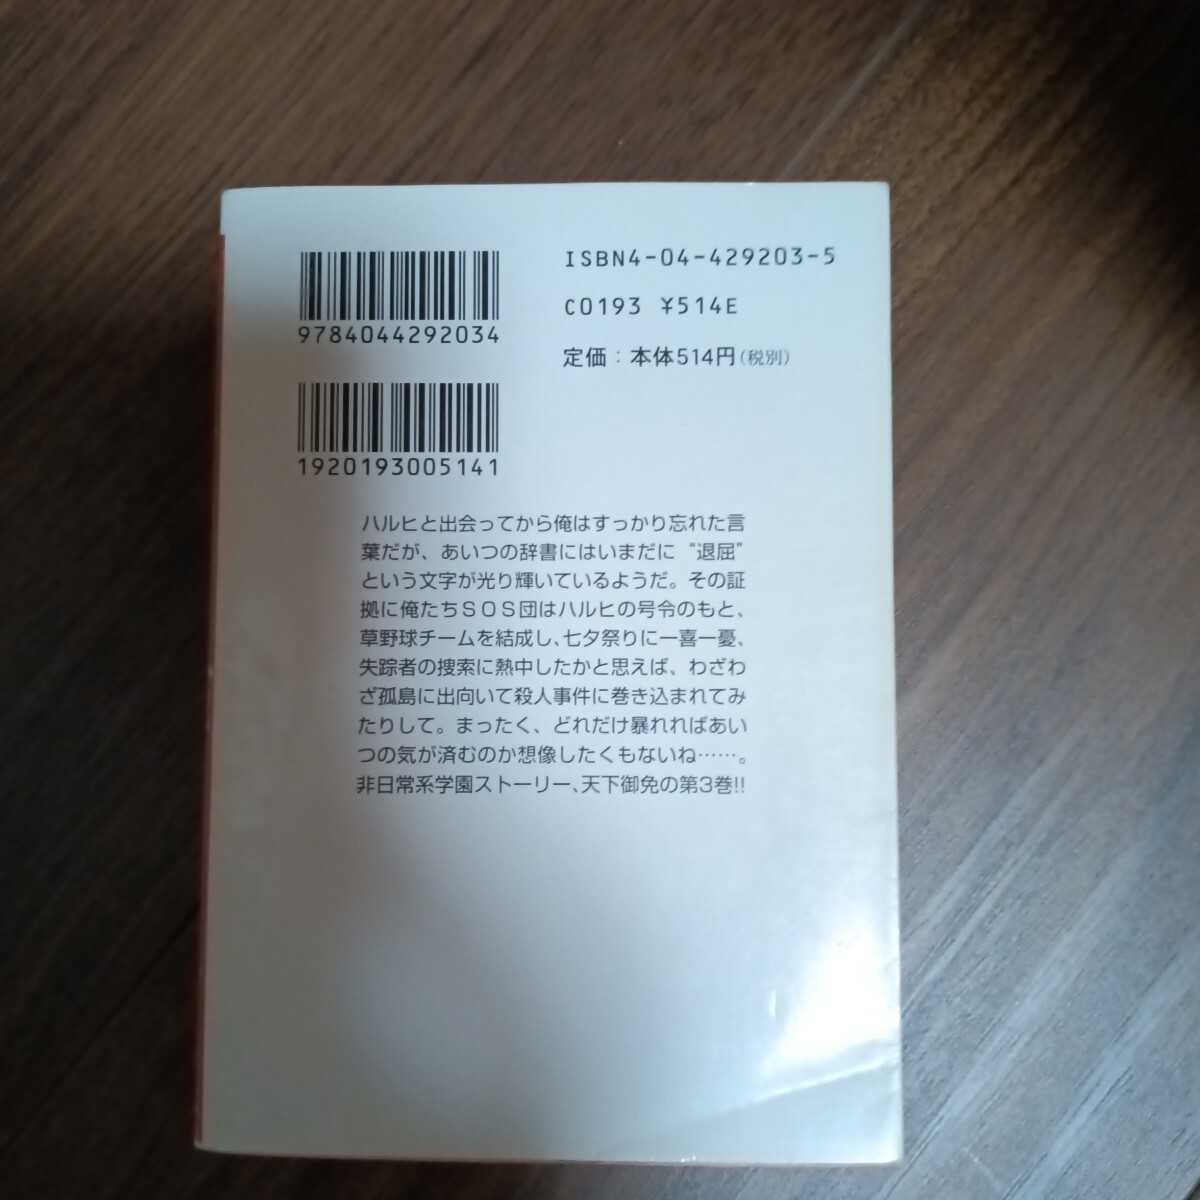 9784044292034
1920193005141
ISBN4-04-429203-5
C0193 ¥514E
定価：本体514円（税別）
ハルヒと出会ってから俺はすっかり忘れた言
葉だが、あいつの辞書にはいまだに“退屈”
という文字が光り輝いているようだ。その証
拠に俺たちＳＯＳ団はハルヒの号令のもと、
草野球チームを結成し、七夕祭りに一喜一憂、
失踪者の捜索に熱中したかと思えば、わざわ
ざ孤島に出向いて殺人事件に巻き込まれてみ
たりして。まったく、どれだけ暴れればあい
つの気が済むのか想像したくもないね……。
非日常系学園ストーリー、天下御免の第3巻!!